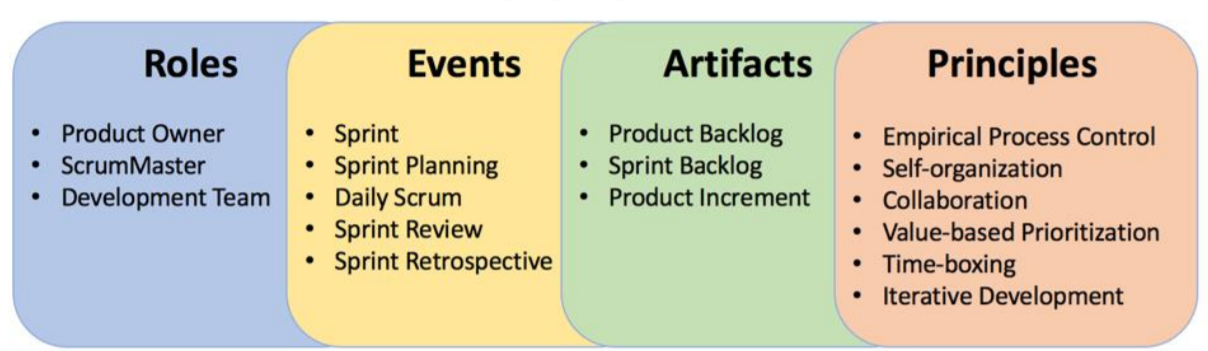 Roles
• Product Owner
• ScrumMaster
• Development Team
Events
• Sprint
• Sprint Planning
• Daily Scrum
• Sprint Review
• Sprint Retrospective
Artifacts
• Product Backlog
• Sprint Backlog
• Product Increment
Principles
• Empirical Process Control
• Self-organization
• Collaboration
• Value-based Prioritization
• Time-boxing
• Iterative Development